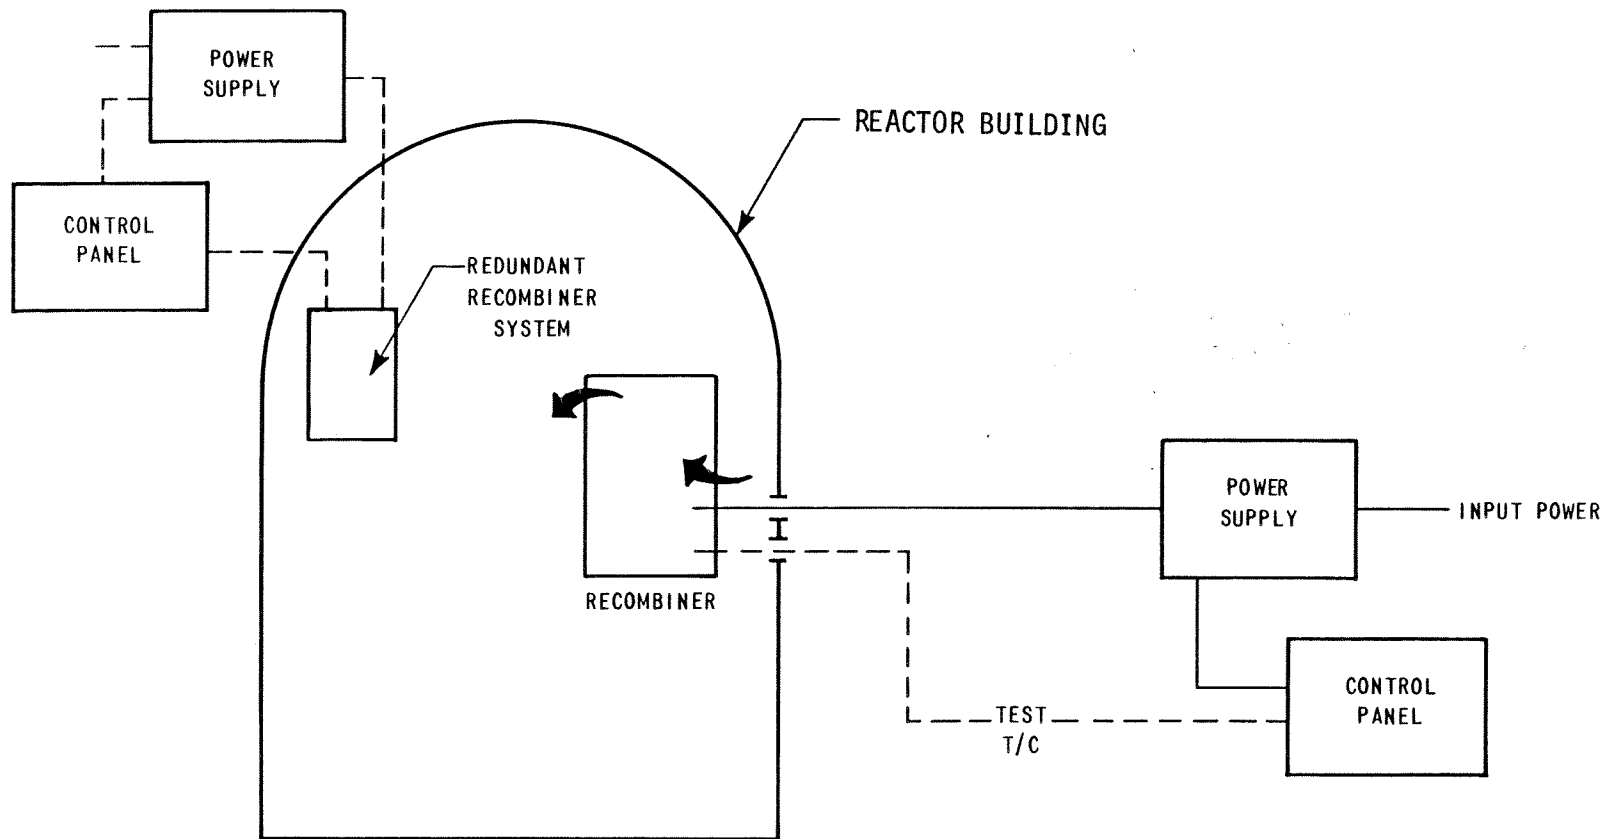 POWER
SUPPLY
REACTOR BUILDING
CONTROL
PANEL
REDUNDANT
RECOMBINER
SYSTEM
POWER
SUPPLY
INPUT POWER
RECOMBINER
CONTROL
PANEL
TEST
T/C